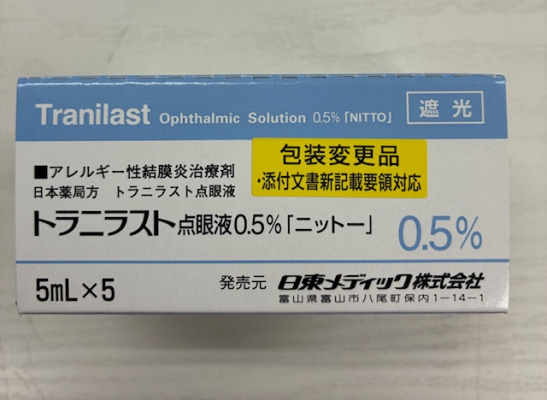 Tranilast Ophthalmic Solution 0.5%「NITTO」
遮光
包装変更品
・添付文書新記載要領対応
■アレルギー性結膜炎治療剤
日本薬局方 トラニラスト点眼液
トラニラスト点眼液0.5%「ニットー」
0.5%
5mL×5
発売元 日東メディック株式会社
富山県富山市八尾町保内1-14-1